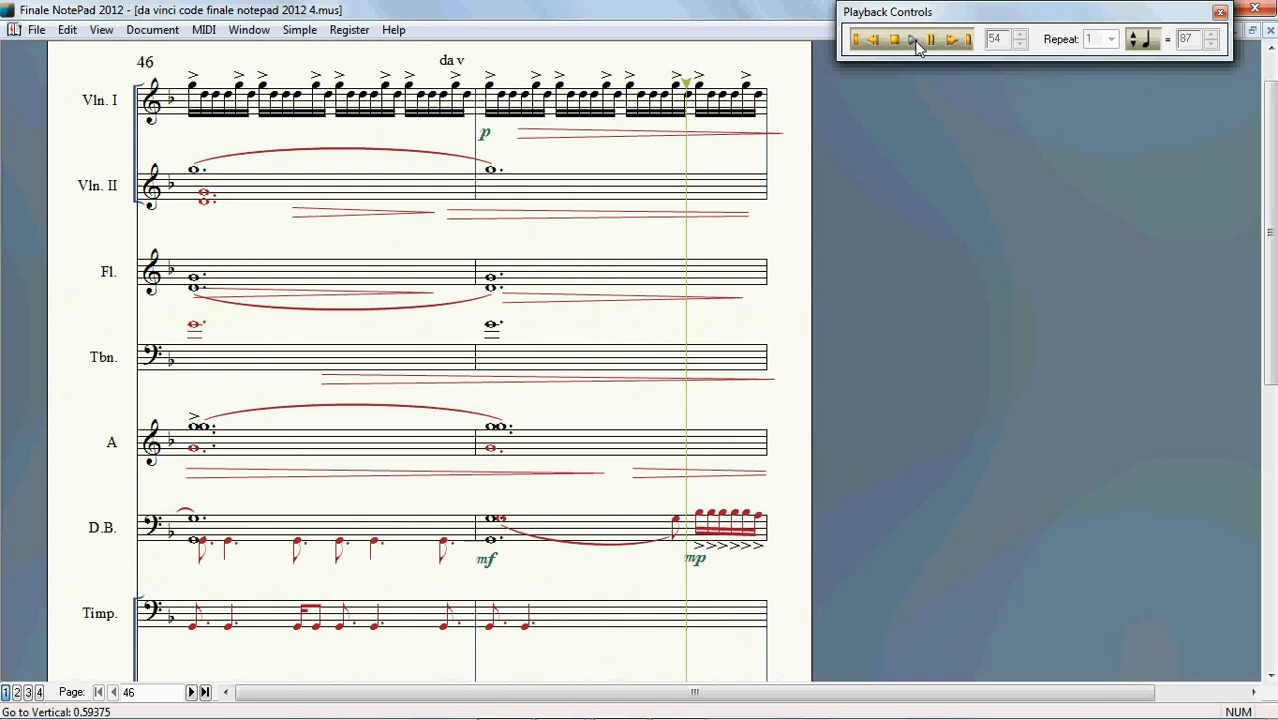 Finale NotePad 2012 - [da vinci code finale notepad 2012 4.mus]
Playback Controls
File Edit View Document MIDI Window Simple Register Help
54 Repeat: 1 = 87
46
da v
Vln. I
p
Vln. II
Fl.
Tbn.
A
D.B.
mf mp
Timp.
1 2 3 4 Page: 46
Go to Vertical: 0.59375 NUM